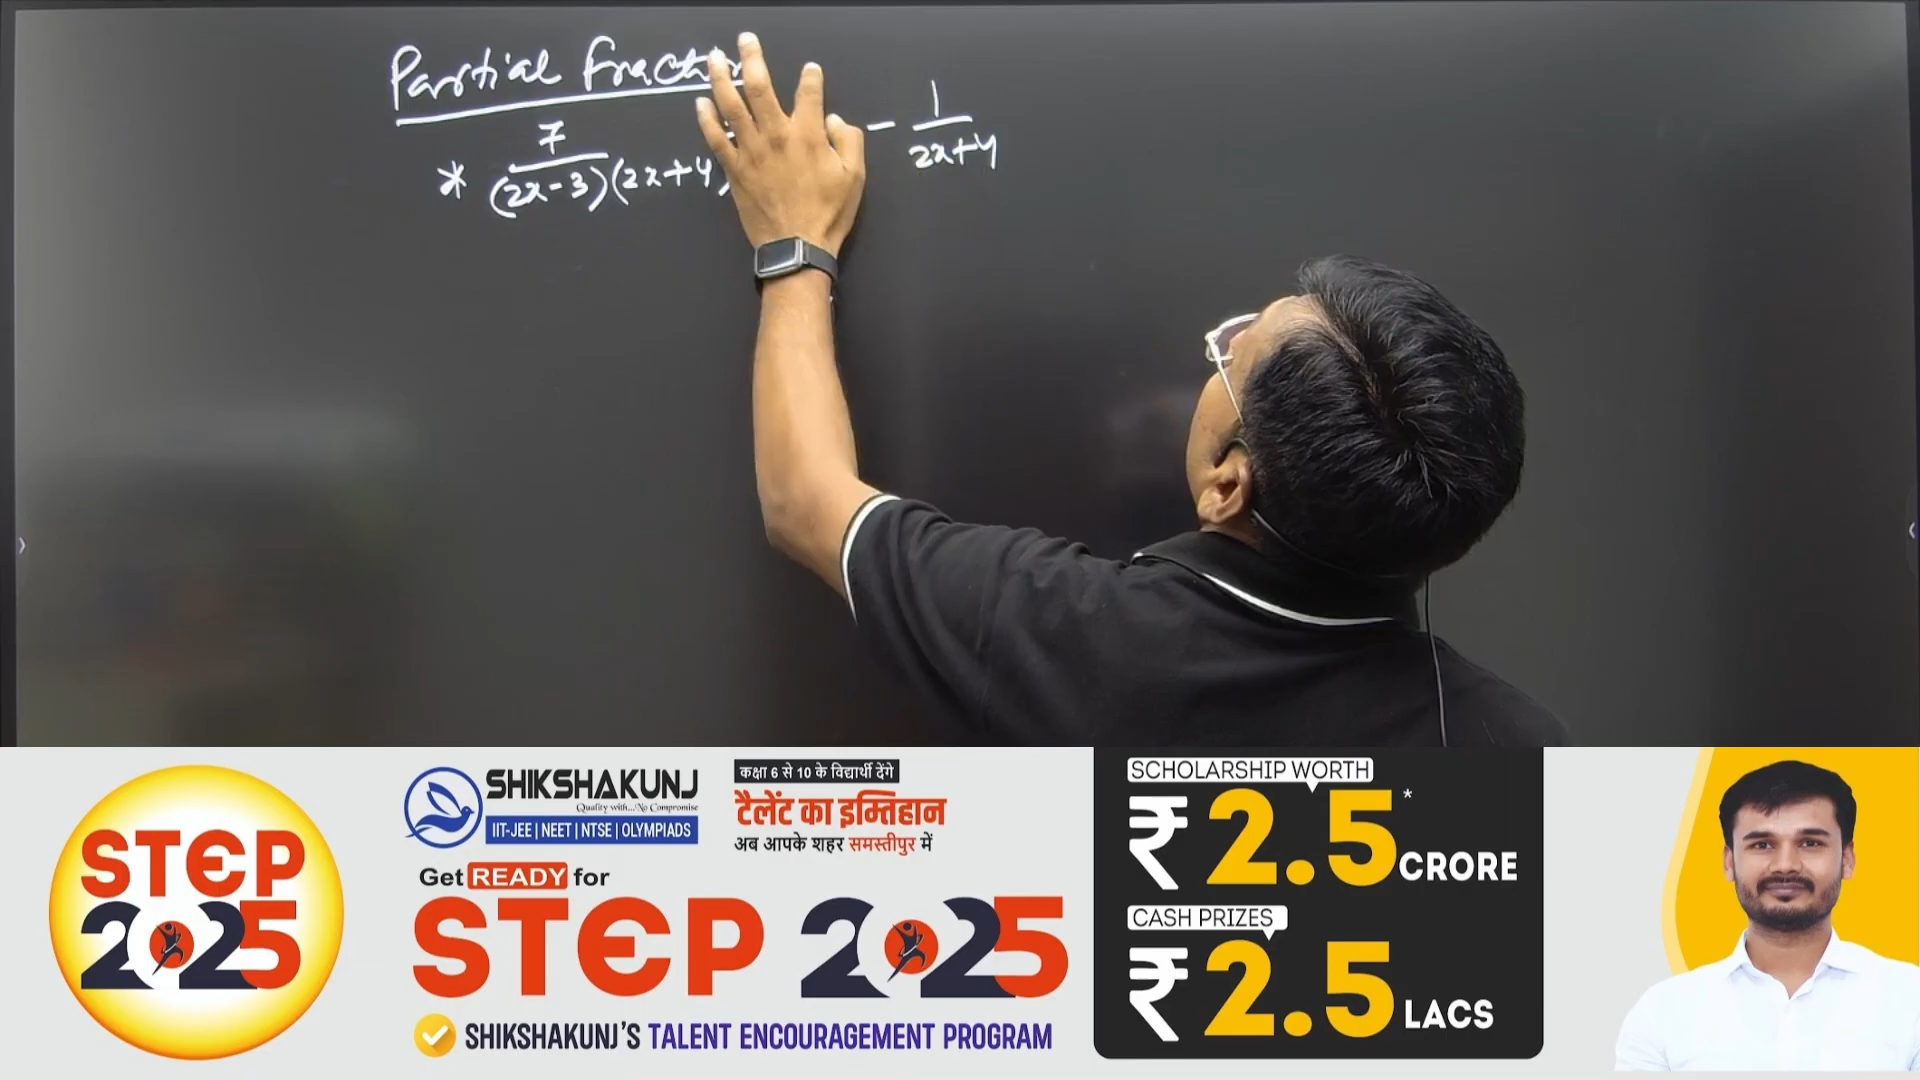 Partial
7
* (2x-3)(2x+4) - 1
2x+4
STEP
2025
SHIKSHAKUNJ
Quality with...No Compromise
IIT-JEE | NEET | NTSE | OLYMPIADS
कक्षा 6 से 10 के विद्यार्थी देंगे
टैलेंट का इम्तिहान
अब आपके शहर समस्तीपुर में
Get READY for
STEP 2025
SHIKSHAKUNJ'S TALENT ENCOURAGEMENT PROGRAM
SCHOLARSHIP WORTH
₹ 2.5 CRORE*
CASH PRIZES
₹ 2.5 LACS